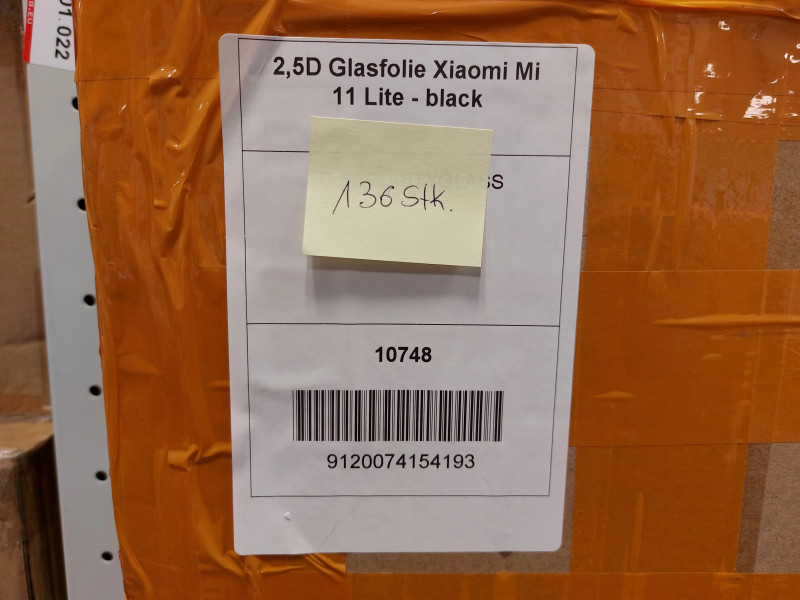 01.022
2,5D Glasfolie Xiaomi Mi
11 Lite - black
136 Stk.
10748
9120074154193